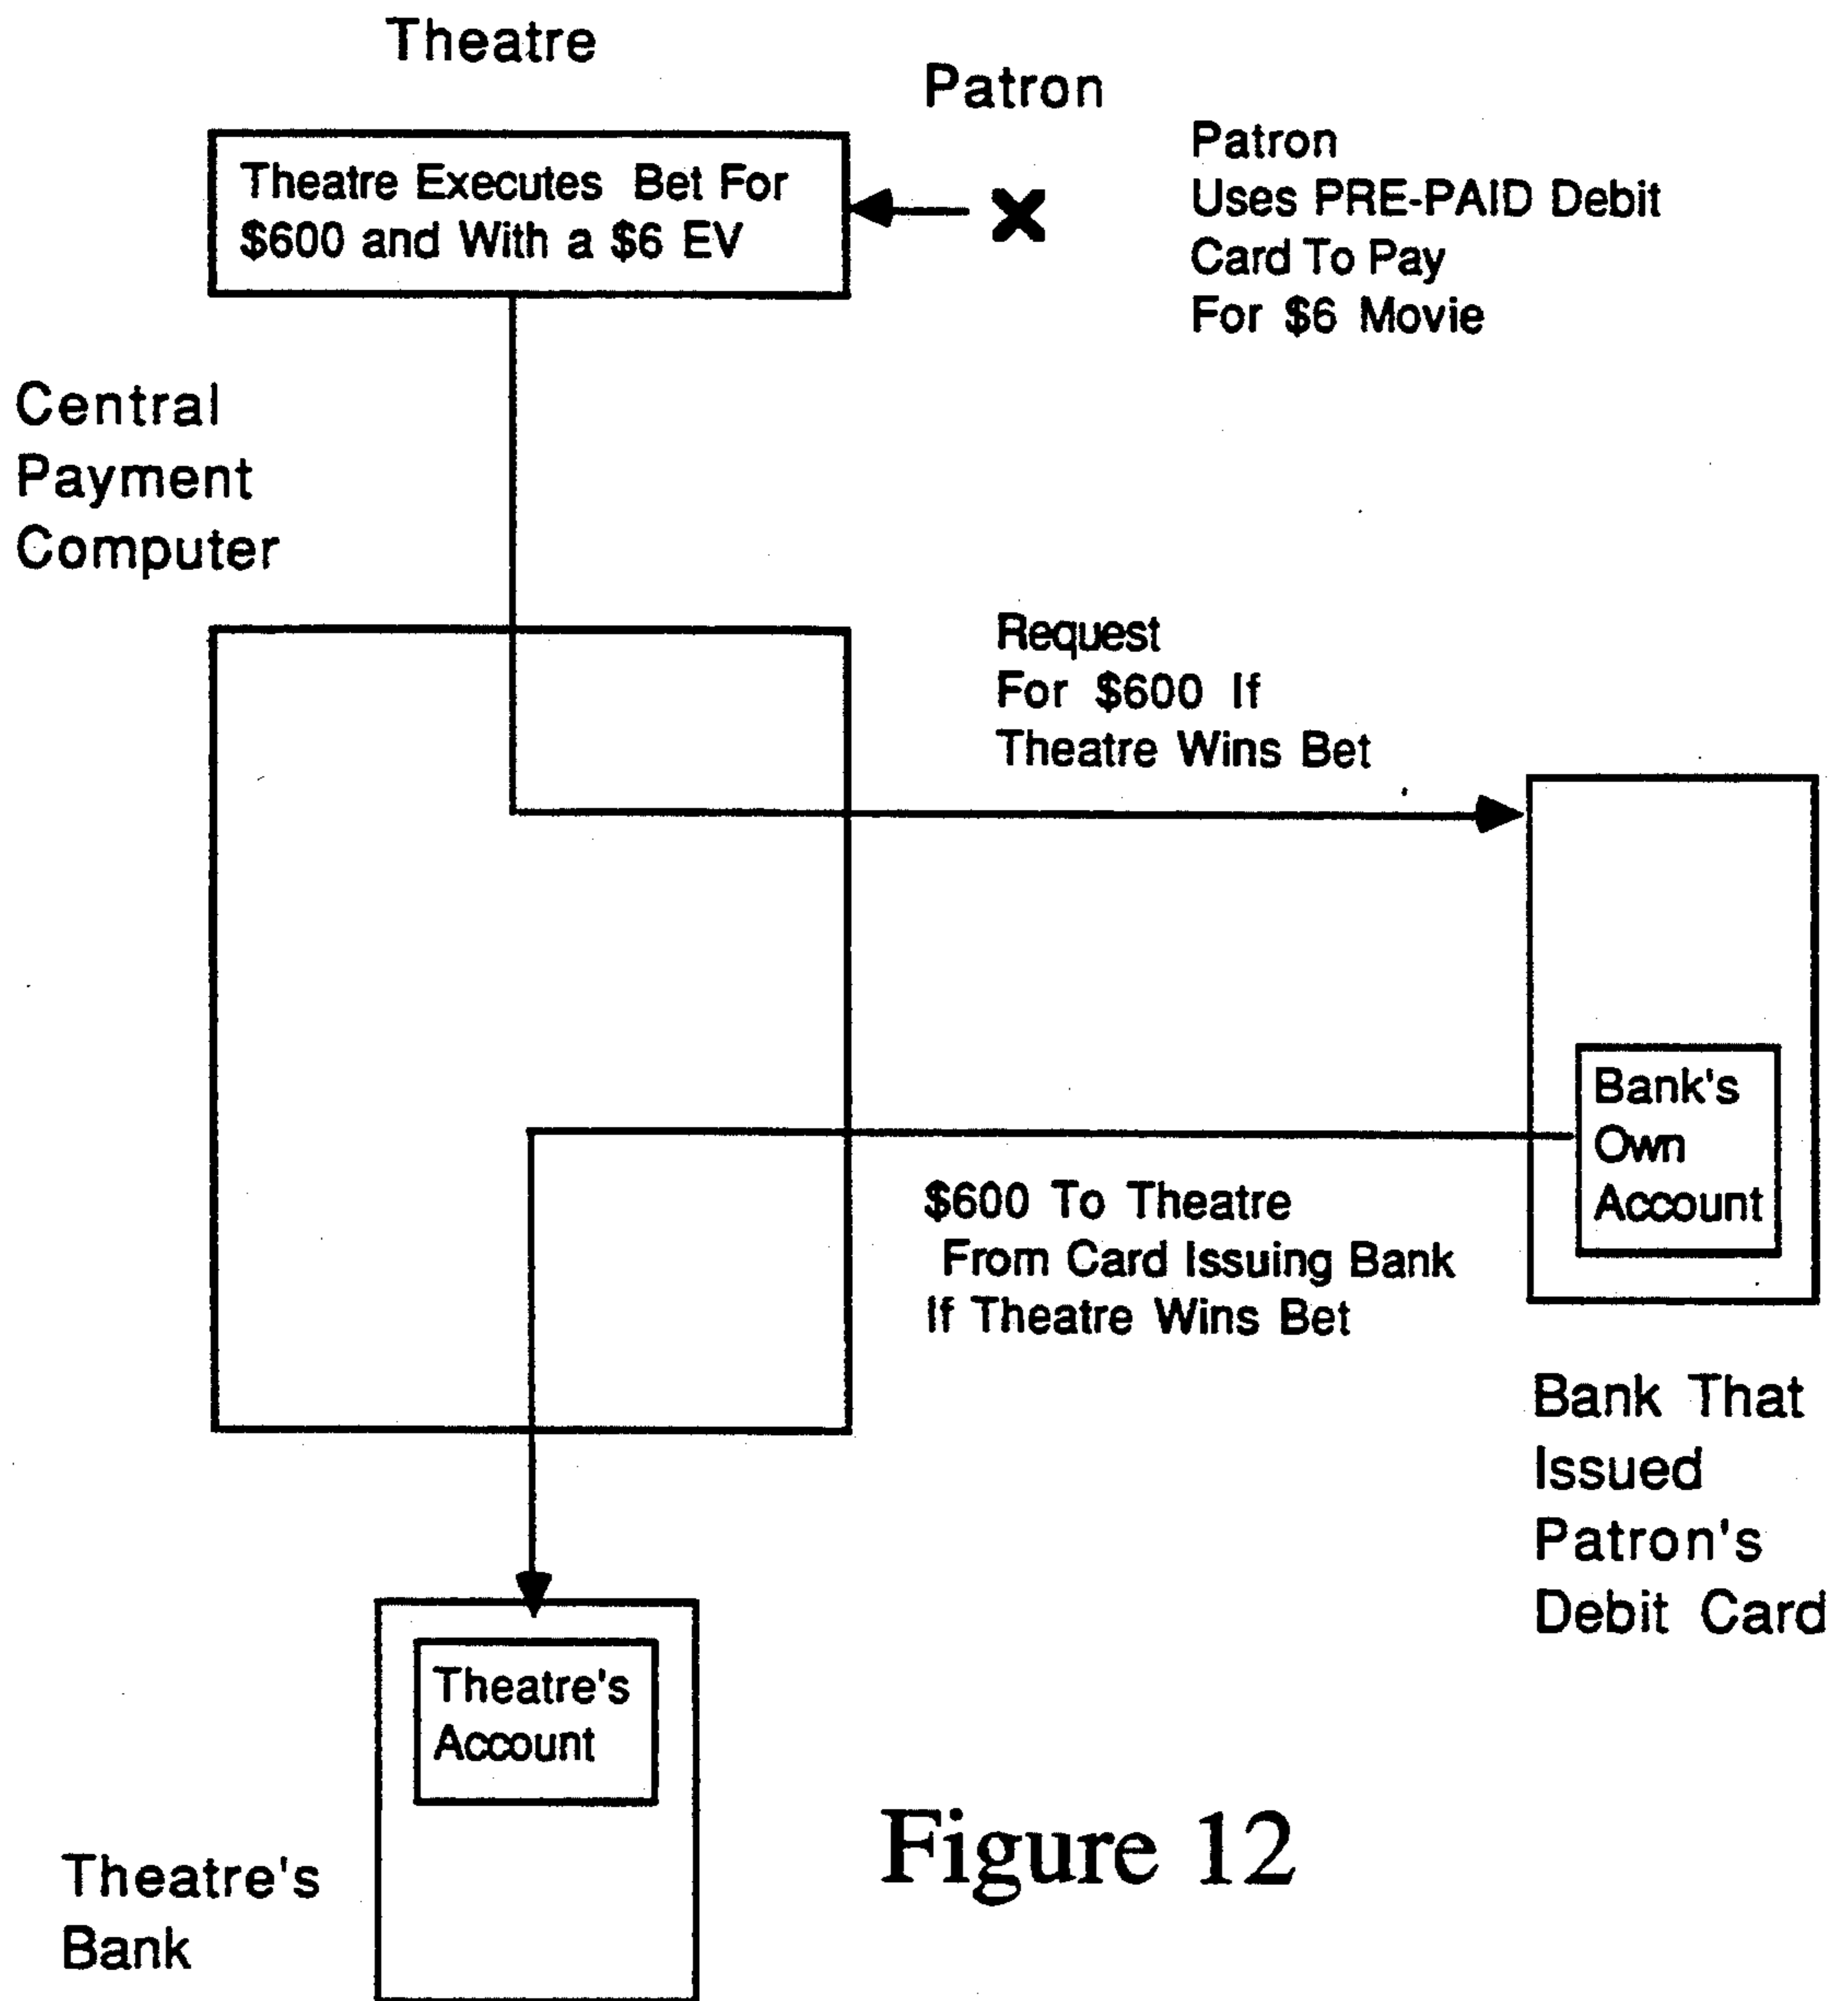 Theatre
Patron
Theatre Executes Bet For
$600 and With a $6 EV
Patron
Uses PRE-PAID Debit
Card To Pay
For $6 Movie
Central
Payment
Computer
Request
For $600 If
Theatre Wins Bet
Bank's
Own
Account
$600 To Theatre
From Card Issuing Bank
If Theatre Wins Bet
Bank That
Issued
Patron's
Debit Card
Theatre's
Account
Theatre's
Bank
Figure 12